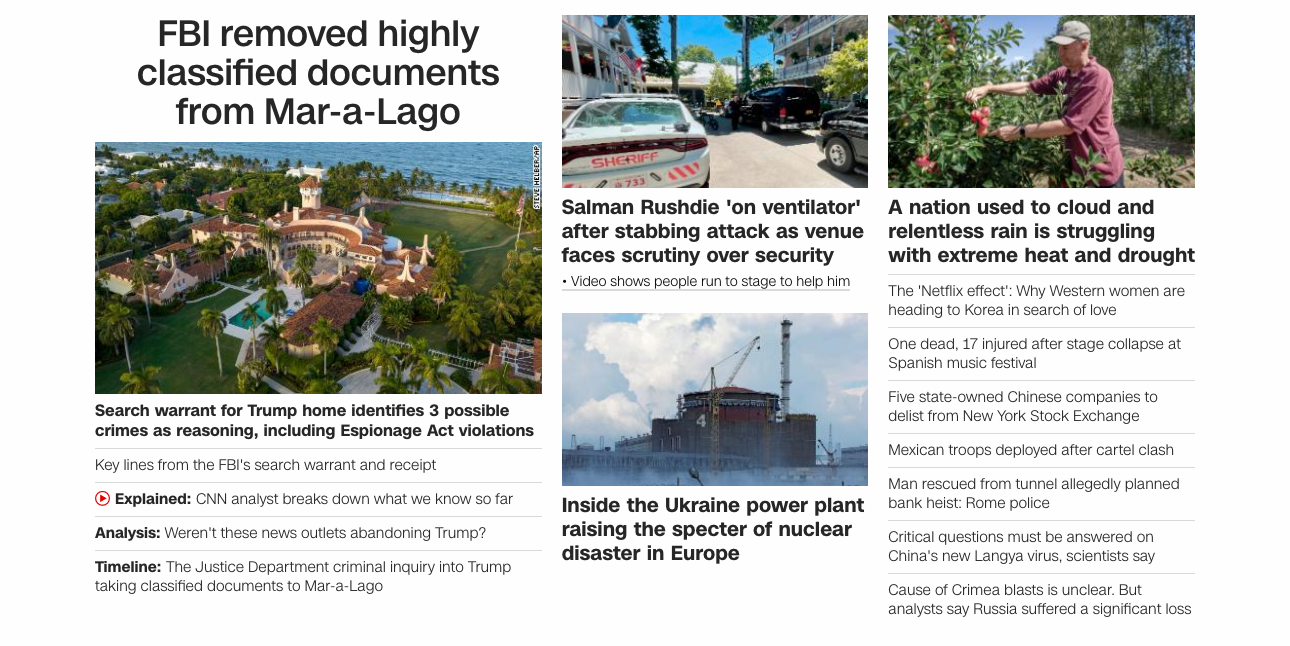 FBI removed highly
classified documents
from Mar-a-Lago
STEVE HELBER/AP
Search warrant for Trump home identifies 3 possible
crimes as reasoning, including Espionage Act violations
Key lines from the FBI's search warrant and receipt
Explained: CNN analyst breaks down what we know so far
Analysis: Weren't these news outlets abandoning Trump?
Timeline: The Justice Department criminal inquiry into Trump
taking classified documents to Mar-a-Lago
SHERIFF
733
Salman Rushdie 'on ventilator'
after stabbing attack as venue
faces scrutiny over security
• Video shows people run to stage to help him
4
Inside the Ukraine power plant
raising the specter of nuclear
disaster in Europe
A nation used to cloud and
relentless rain is struggling
with extreme heat and drought
The 'Netflix effect': Why Western women are
heading to Korea in search of love
One dead, 17 injured after stage collapse at
Spanish music festival
Five state-owned Chinese companies to
delist from New York Stock Exchange
Mexican troops deployed after cartel clash
Man rescued from tunnel allegedly planned
bank heist: Rome police
Critical questions must be answered on
China's new Langya virus, scientists say
Cause of Crimea blasts is unclear. But
analysts say Russia suffered a significant loss